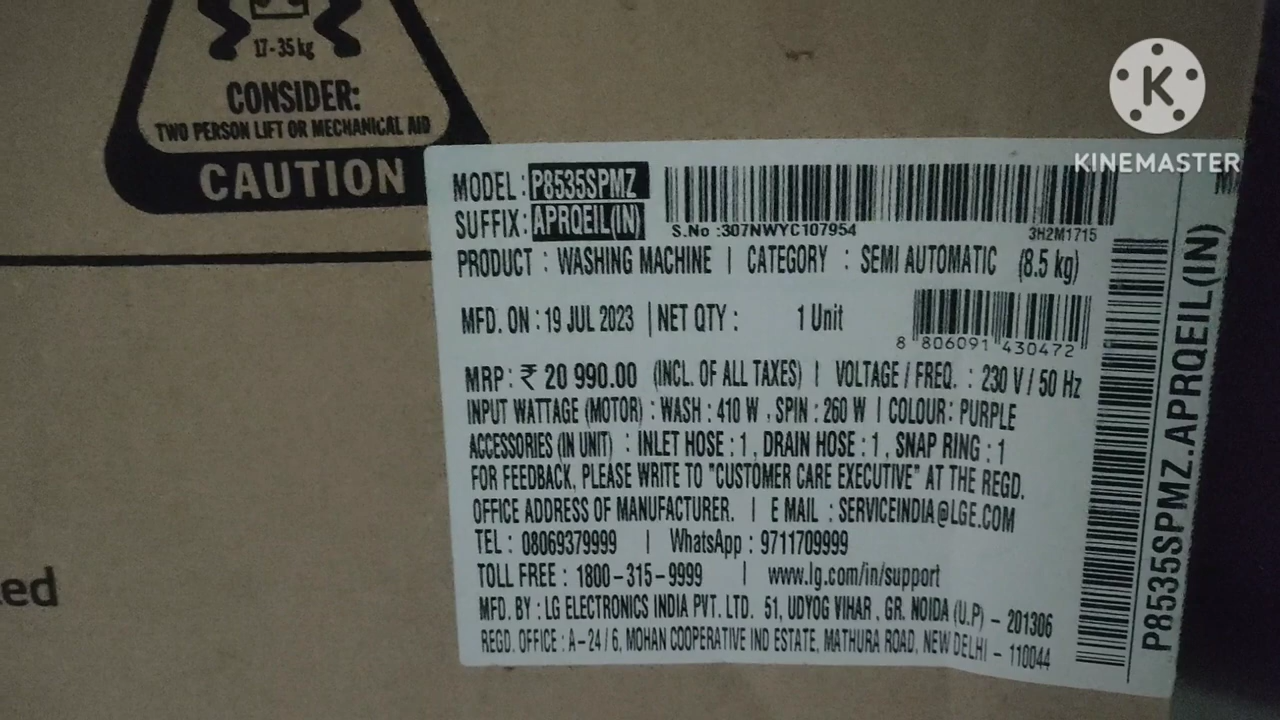 17-35 kg
CONSIDER:
TWO PERSON LIFT OR MECHANICAL AID
CAUTION
KINEMASTER
MODEL : P8535SPMZ
SUFFIX : APRQEIL(IN)
S.No :307NWYC107954
3H2M1715
PRODUCT : WASHING MACHINE | CATEGORY : SEMI AUTOMATIC (8.5 kg)
MFD. ON : 19 JUL 2023 | NET QTY : 1 Unit
8 806091 430472
MRP : ₹ 20 990.00 (INCL. OF ALL TAXES) | VOLTAGE / FREQ. : 230 V / 50 Hz
INPUT WATTAGE (MOTOR) : WASH : 410 W , SPIN : 260 W | COLOUR : PURPLE
ACCESSORIES (IN UNIT) : INLET HOSE : 1 , DRAIN HOSE : 1 , SNAP RING : 1
FOR FEEDBACK, PLEASE WRITE TO "CUSTOMER CARE EXECUTIVE" AT THE REGD.
OFFICE ADDRESS OF MANUFACTURER. | E MAIL : SERVICEINDIA@LGE.COM
TEL : 08069379999 | WhatsApp : 9711709999
TOLL FREE : 1800-315-9999 | www.lg.com/in/support
MFD. BY : LG ELECTRONICS INDIA PVT. LTD. 51, UDYOG VIHAR , GR. NOIDA (U.P) - 201306
REGD. OFFICE : A-24 / 6, MOHAN COOPERATIVE IND ESTATE, MATHURA ROAD, NEW DELHI - 110044
P8535SPMZ.APRQEIL(IN)